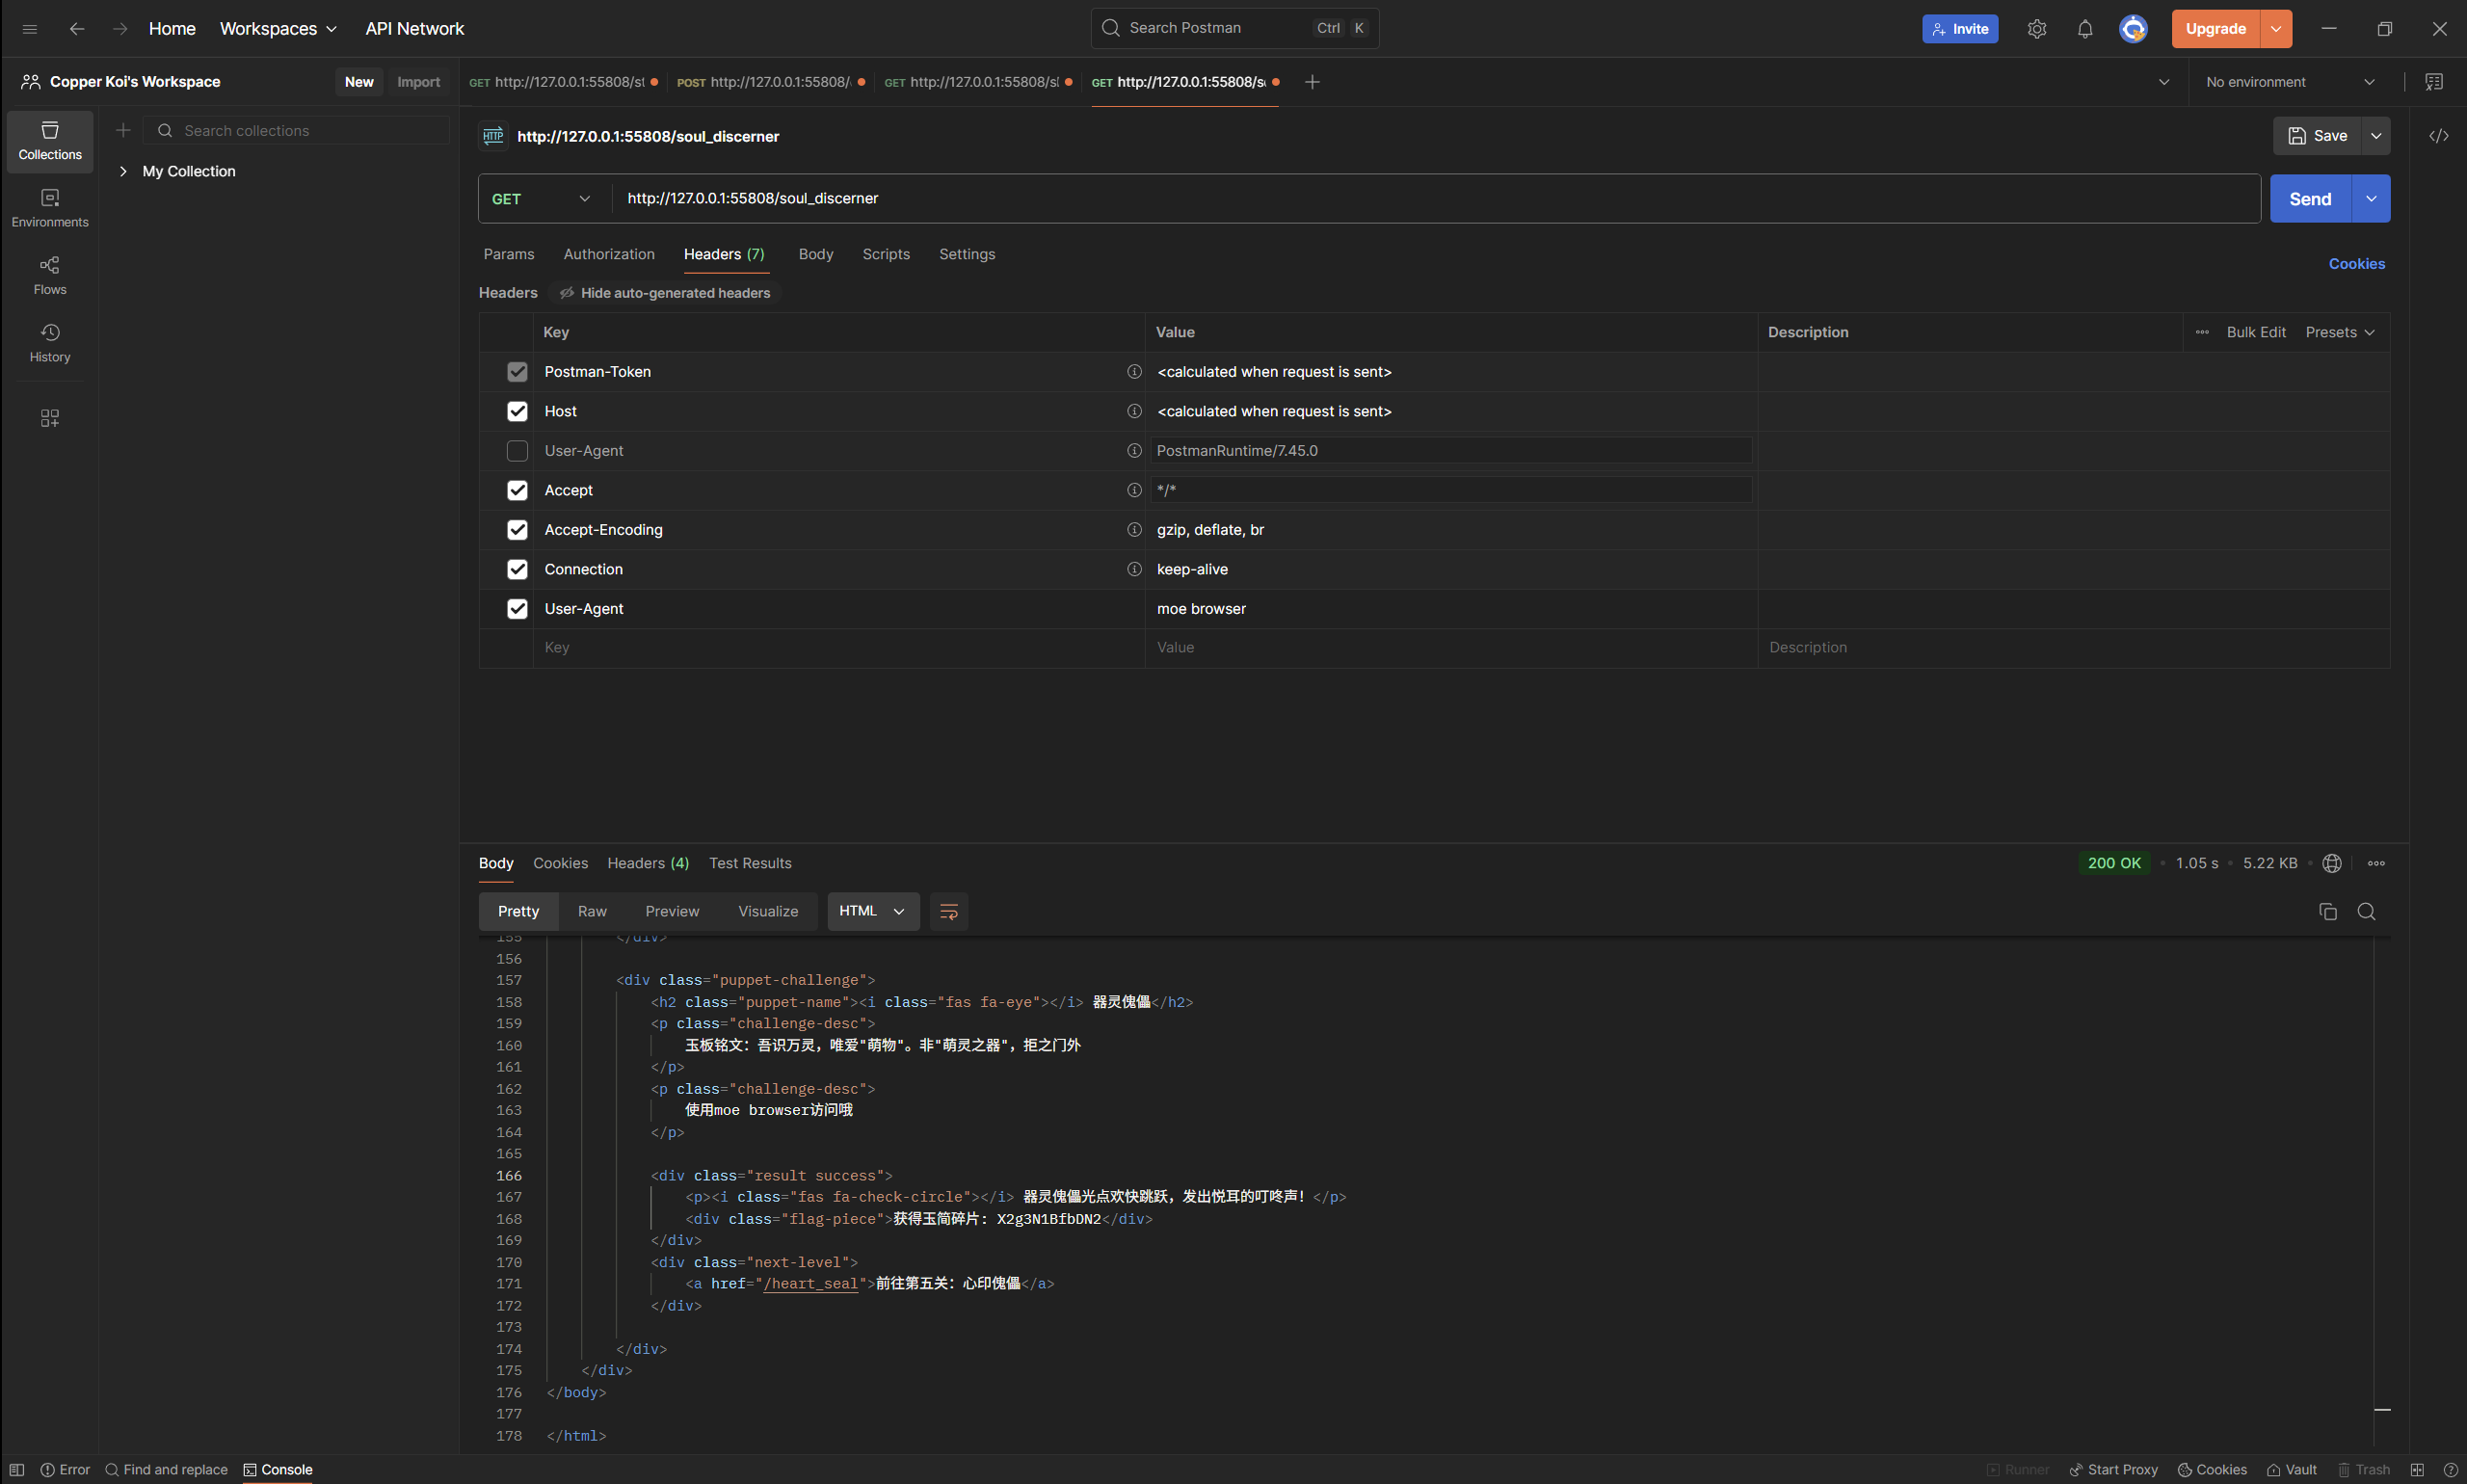 Home Workspaces API Network Search Postman Ctrl K Invite Upgrade
Copper Koi's Workspace New Import GET http://127.0.0.1:55808/st POST http://127.0.0.1:55808/ GET http://127.0.0.1:55808/sl GET http://127.0.0.1:55808/s No environment
Collections
Search collections
http://127.0.0.1:55808/soul_discerner Save
My Collection
GET http://127.0.0.1:55808/soul_discerner Send
Environments
Params Authorization Headers (7) Body Scripts Settings Cookies
Flows
Headers Hide auto-generated headers
Key Value Description Bulk Edit Presets
History
Postman-Token <calculated when request is sent>
Host <calculated when request is sent>
User-Agent PostmanRuntime/7.45.0
Accept */*
Accept-Encoding gzip, deflate, br
Connection keep-alive
User-Agent moe browser
Key Value Description
Body Cookies Headers (4) Test Results 200 OK 1.05 s 5.22 KB
Pretty Raw Preview Visualize HTML
155 </div>
156
157 <div class="puppet-challenge">
158 <h2 class="puppet-name"><i class="fas fa-eye"></i> 器灵傀儡</h2>
159 <p class="challenge-desc">
160 玉板铭文：吾识万灵，唯爱"萌物"。非"萌灵之器"，拒之门外
161 </p>
162 <p class="challenge-desc">
163 使用moe browser访问哦
164 </p>
165
166 <div class="result success">
167 <p><i class="fas fa-check-circle"></i> 器灵傀儡光点欢快跳跃，发出悦耳的叮咚声！</p>
168 <div class="flag-piece">获得玉简碎片: X2g3N1BfbDN2</div>
169 </div>
170 <div class="next-level">
171 <a href="/heart_seal">前往第五关：心印傀儡</a>
172 </div>
173
174 </div>
175 </div>
176 </body>
177
178 </html>
Error Find and replace Console Runner Start Proxy Cookies Vault Trash